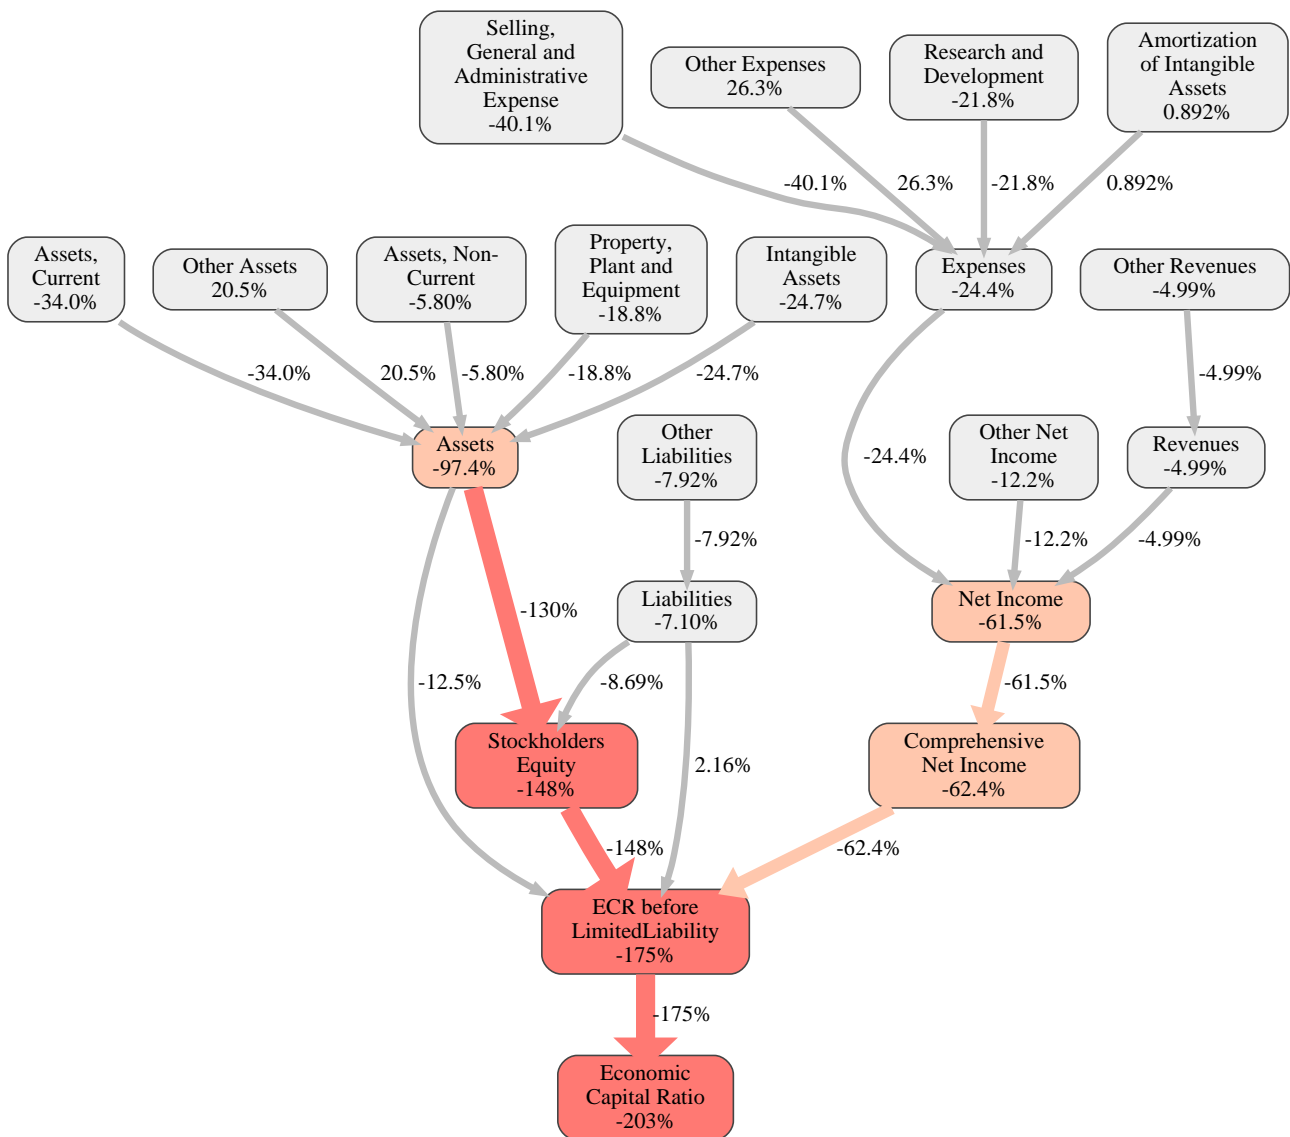 Selling,
General and
Administrative
Expense
-40.1%
Other Expenses
26.3%
Research and
Development
-21.8%
Amortization
of Intangible
Assets
0.892%
-40.1%
26.3%
-21.8%
0.892%
Assets,
Current
-34.0%
Other Assets
20.5%
Assets, Non-
Current
-5.80%
Property,
Plant and
Equipment
-18.8%
Intangible
Assets
-24.7%
Expenses
-24.4%
Other Revenues
-4.99%
-34.0%
20.5%
-5.80%
-18.8%
-24.7%
-4.99%
Assets
-97.4%
Other
Liabilities
-7.92%
-24.4%
Other Net
Income
-12.2%
Revenues
-4.99%
-7.92%
-12.2%
-4.99%
-130%
Liabilities
-7.10%
Net Income
-61.5%
-12.5%
-8.69%
-61.5%
Stockholders
Equity
-148%
2.16%
Comprehensive
Net Income
-62.4%
-148%
-62.4%
ECR before
LimitedLiability
-175%
-175%
Economic
Capital Ratio
-203%